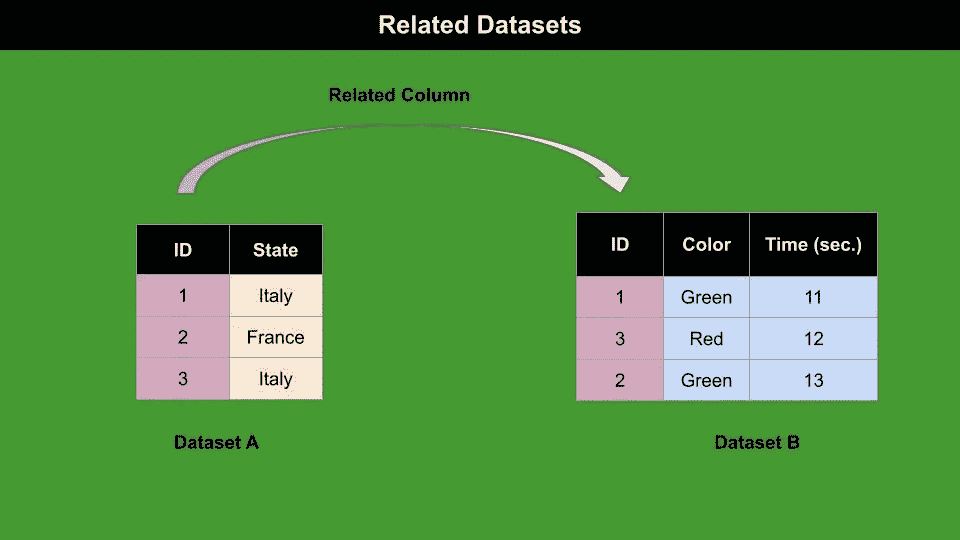 Related Datasets
Related Column
ID State
1 Italy
2 France
3 Italy
Dataset A
ID Color Time (sec.)
1 Green 11
3 Red 12
2 Green 13
Dataset B